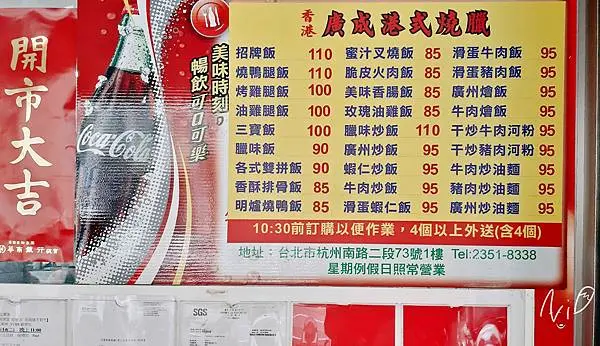 開市大吉
華南銀行
Coca-Cola
美味時刻，
暢飲可口可樂
香港 廣成港式燒臘
招牌飯 110 蜜汁叉燒飯 85 滑蛋牛肉飯 95
燒鴨腿飯 110 脆皮火肉飯 85 滑蛋豬肉飯 95
烤雞腿飯 100 美味香腸飯 85 廣州燴飯 95
油雞腿飯 100 玫瑰油雞飯 85 牛肉燴飯 95
三寶飯 100 臘味炒飯 110 干炒牛肉河粉 95
臘味飯 90 廣州炒飯 95 干炒豬肉河粉 95
各式雙拼飯 90 蝦仁炒飯 95 牛肉炒油麵 95
香酥排骨飯 85 牛肉炒飯 95 豬肉炒油麵 95
明爐燒鴨飯 85 滑蛋蝦仁飯 95 廣州炒油麵 95
10:30前訂購以便作業，4個以上外送(含4個)
地址：台北市杭州南路二段73號1樓 Tel:2351-8338
星期例假日照常營業
SGS